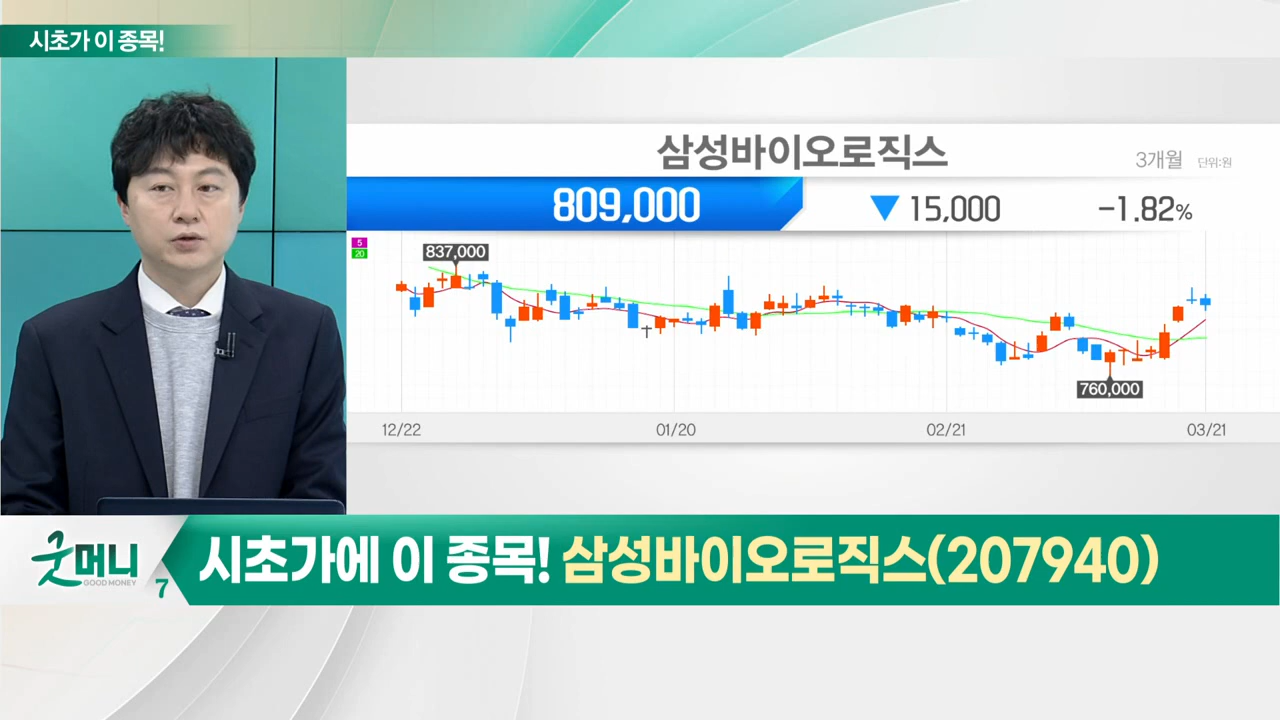 시초가 이 종목!
삼성바이오로직스
3개월 단위:원
809,000 ▼ 15,000 -1.82%
5
20
837,000
760,000
12/22 01/20 02/21 03/21
굿머니
GOOD MONEY
7
시초가에 이 종목! 삼성바이오로직스(207940)